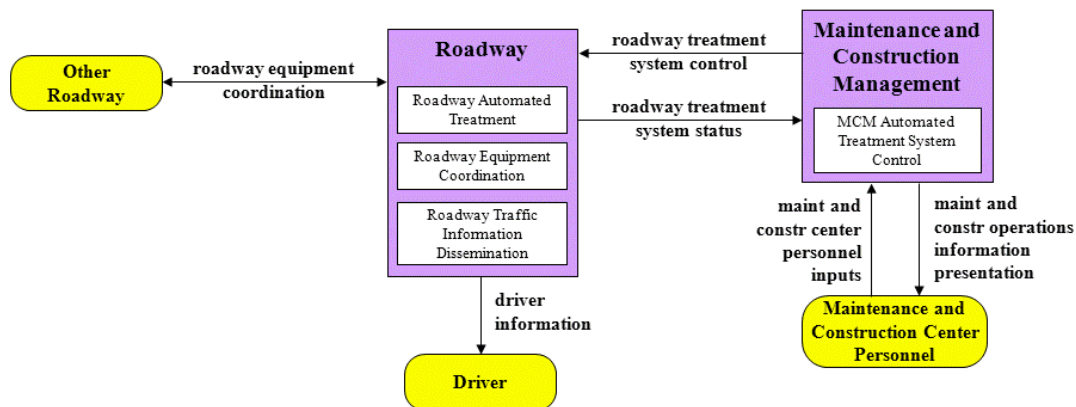 Other
Roadway
roadway equipment
coordination
Roadway
Roadway Automated
Treatment
Roadway Equipment
Coordination
Roadway Traffic
Information
Dissemination
roadway treatment
system control
roadway treatment
system status
Maintenance and
Construction
Management
MCM Automated
Treatment System
Control
maint and
constr center
personnel
inputs
maint and
constr operations
information
presentation
driver
information
Driver
Maintenance and
Construction Center
Personnel